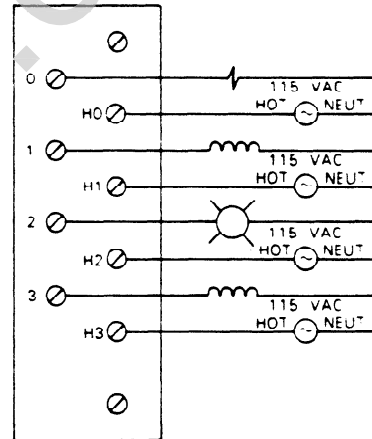 0
115 VAC
H0 HOT NEUT
1
115 VAC
H1 HOT NEUT
2
115 VAC
H2 HOT NEUT
3
115 VAC
H3 HOT NEUT